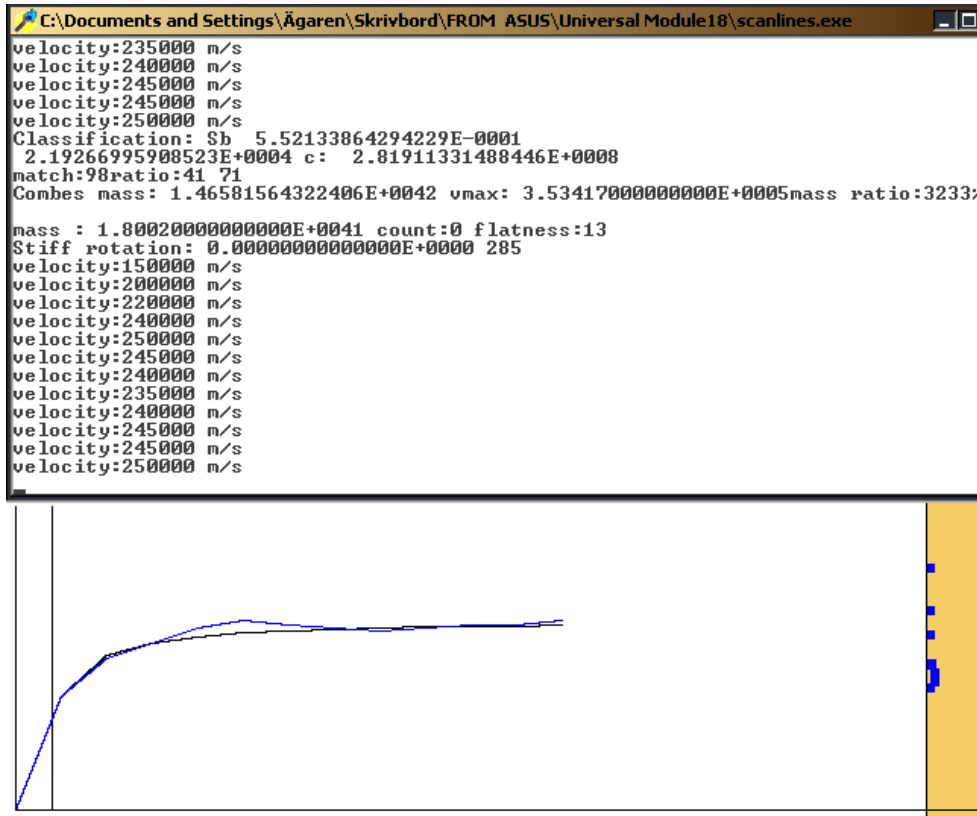 C:\Documents and Settings\Ägaren\Skrivbord\FROM ASUS\Universal Module18\scanlines.exe
velocity:235000 m/s
velocity:240000 m/s
velocity:245000 m/s
velocity:245000 m/s
velocity:250000 m/s
Classification: Sb  5.52133864294229E-0001
 2.19266995908523E+0004 c:  2.81911331488446E+0008
match:98ratio:41 71
Combes mass: 1.46581564322406E+0042 vmax: 3.53417000000000E+0005mass ratio:3233%
mass : 1.80020000000000E+0041 count:0 flatness:13
Stiff rotation: 0.00000000000000E+0000 285
velocity:150000 m/s
velocity:200000 m/s
velocity:220000 m/s
velocity:240000 m/s
velocity:250000 m/s
velocity:245000 m/s
velocity:240000 m/s
velocity:235000 m/s
velocity:240000 m/s
velocity:245000 m/s
velocity:245000 m/s
velocity:250000 m/s